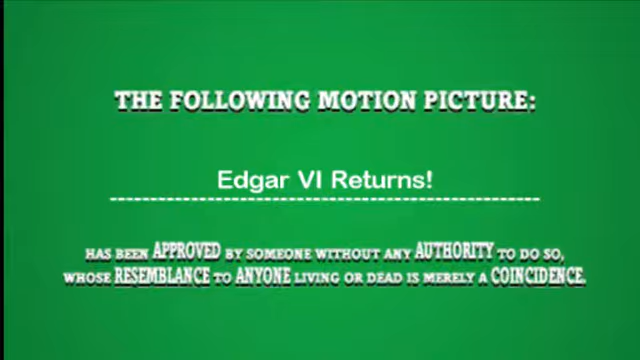 THE FOLLOWING MOTION PICTURE:
Edgar VI Returns!
HAS BEEN APPROVED BY SOMEONE WITHOUT ANY AUTHORITY TO DO SO,
WHOSE RESEMBLANCE TO ANYONE LIVING OR DEAD IS MERELY A COINCIDENCE.